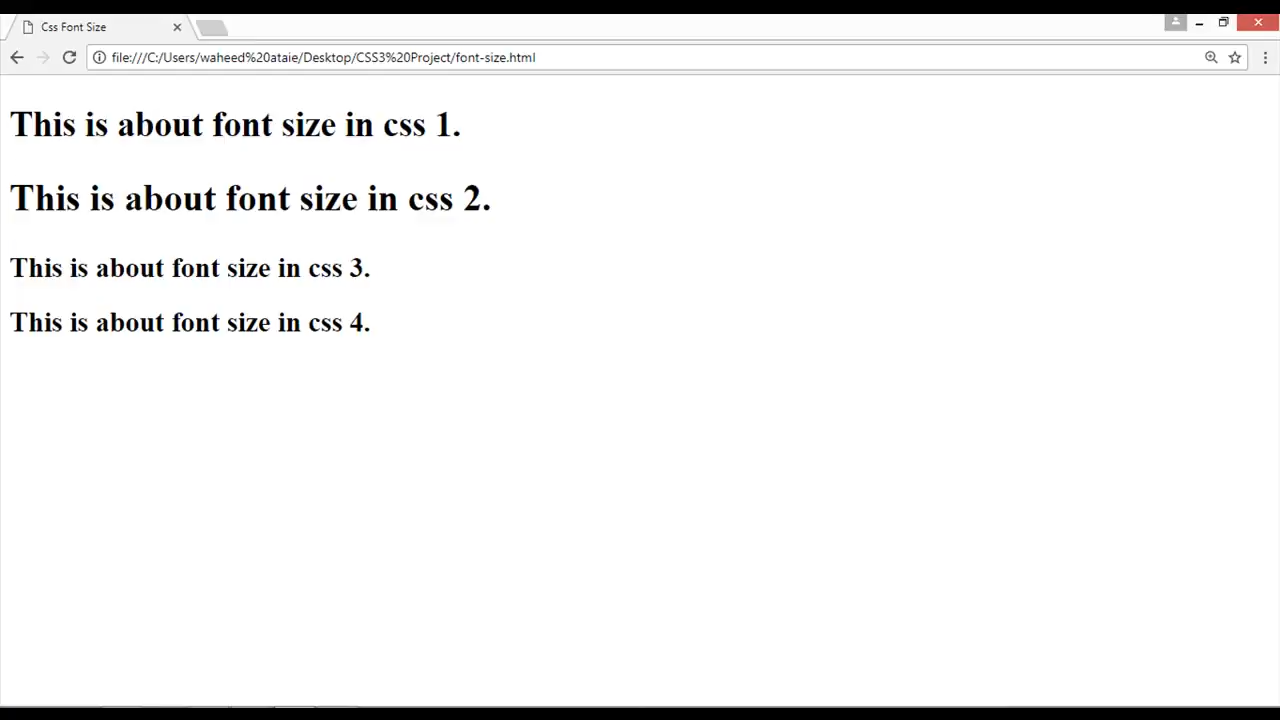 Css Font Size
file:///C:/Users/waheed%20ataie/Desktop/CSS3%20Project/font-size.html
This is about font size in css 1.
This is about font size in css 2.
This is about font size in css 3.
This is about font size in css 4.